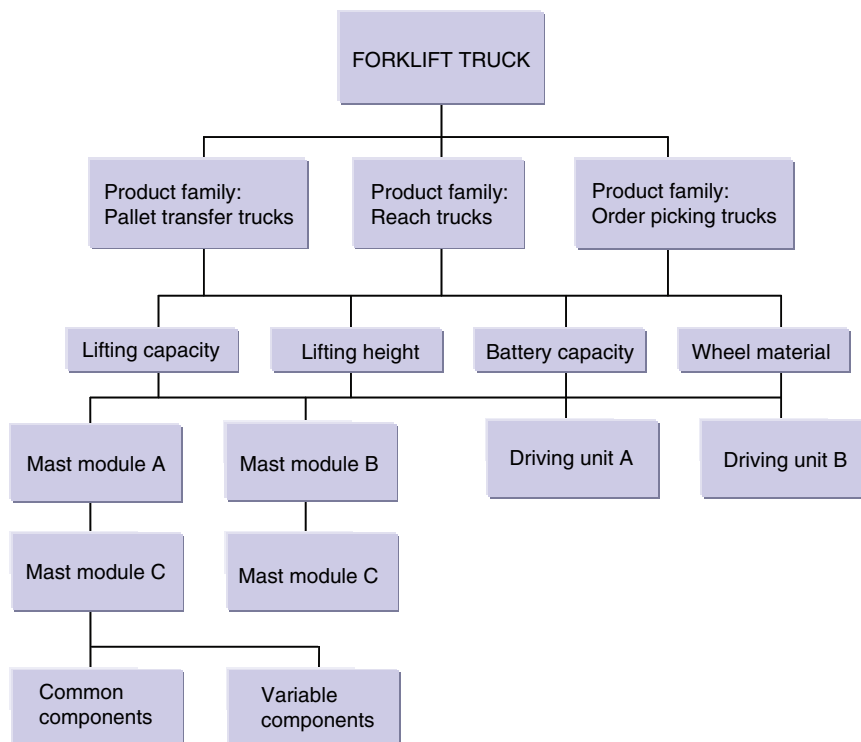 FORKLIFT TRUCK
Product family:
Pallet transfer trucks
Product family:
Reach trucks
Product family:
Order picking trucks
Lifting capacity
Lifting height
Battery capacity
Wheel material
Mast module A
Mast module B
Driving unit A
Driving unit B
Mast module C
Mast module C
Common
components
Variable
components